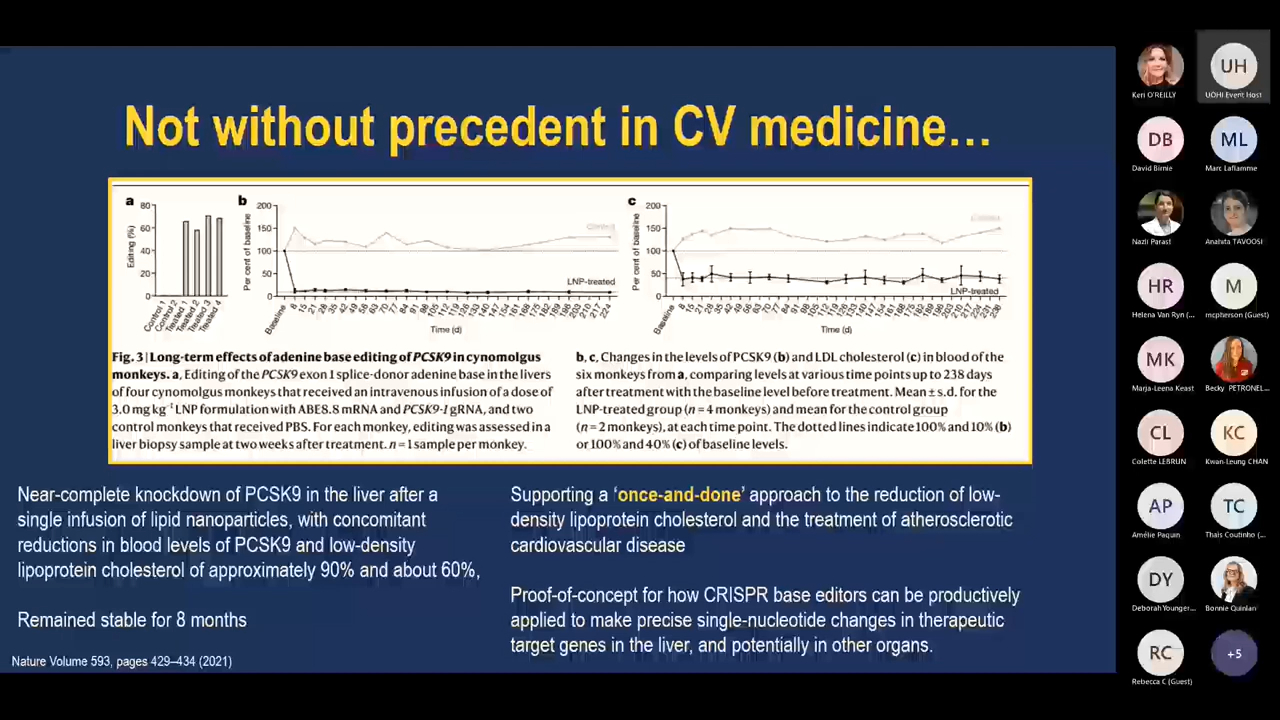 Not without precedent in CV medicine...
a
80
60
40
20
0
Editing (%)
Control 1
Control 2
Treated 1
Treated 2
Treated 3
Treated 4
b
200
150
100
50
0
Per cent of baseline
Control
LNP-treated
Baseline
Time (d)
c
200
150
100
50
0
Per cent of baseline
Control
LNP-treated
Baseline
Time (d)
Fig. 3 | Long-term effects of adenine base editing of PCSK9 in cynomolgus
monkeys. a, Editing of the PCSK9 exon 1 splice-donor adenine base in the livers
of four cynomolgus monkeys that received an intravenous infusion of a dose of
3.0 mg kg⁻¹ LNP formulation with ABE8.8 mRNA and PCSK9-1 gRNA, and two
control monkeys that received PBS. For each monkey, editing was assessed in a
liver biopsy sample at two weeks after treatment. n = 1 sample per monkey.
b, c, Changes in the levels of PCSK9 (b) and LDL cholesterol (c) in blood of the
six monkeys from a, comparing levels at various time points up to 238 days
after treatment with the baseline level before treatment. Mean ± s.d. for the
LNP-treated group (n = 4 monkeys) and mean for the control group
(n = 2 monkeys), at each time point. The dotted lines indicate 100% and 10% (b)
or 100% and 40% (c) of baseline levels.
Near-complete knockdown of PCSK9 in the liver after a
single infusion of lipid nanoparticles, with concomitant
reductions in blood levels of PCSK9 and low-density
lipoprotein cholesterol of approximately 90% and about 60%,
Remained stable for 8 months
Nature Volume 593, pages 429–434 (2021)
Supporting a ‘once-and-done’ approach to the reduction of low-
density lipoprotein cholesterol and the treatment of atherosclerotic
cardiovascular disease
Proof-of-concept for how CRISPR base editors can be productively
applied to make precise single-nucleotide changes in therapeutic
target genes in the liver, and potentially in other organs.
Keri O'REILLY
UH
UOHI Event Host
DB
David Birnie
ML
Marc Laflamme
Nazli Parast
Anahita TAVOOSI
HR
Helena Van Ryn (...
M
mcpherson (Guest)
MK
Marja-Leena Keast
Becky PETRONEL...
CL
Colette LEBRUN
KC
Kwan-Leung CHAN
AP
Amélie Paquin
TC
Thais Coutinho (...
DY
Deborah Younger...
Bonnie Quinlan
RC
Rebecca C (Guest)
+5